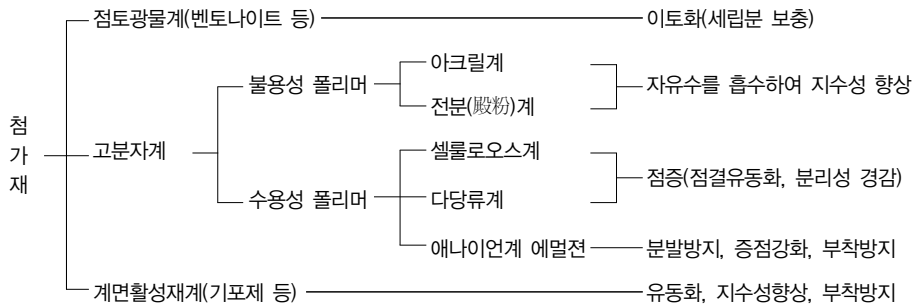 점토광물계(벤토나이트 등) 이토화(세립분 보충)
아크릴계
불용성 폴리머 자유수를 흡수하여 지수성 향상
전분(殿粉)계
첨가재
고분자계
셀룰로오스계
점증(점결유동화, 분리성 경감)
수용성 폴리머 다당류계
애나이언계 에멀젼 분발방지, 증점강화, 부착방지
계면활성재계(기포제 등) 유동화, 지수성향상, 부착방지